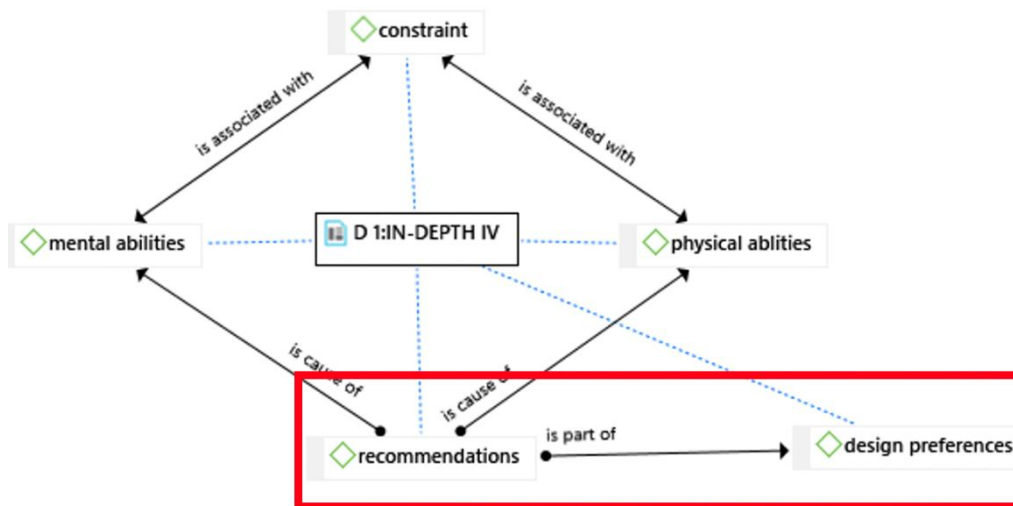 constraint
is associated with
is associated with
mental abilities
D 1:IN-DEPTH IV
physical ablities
is cause of
is cause of
is part of
recommendations
design preferences